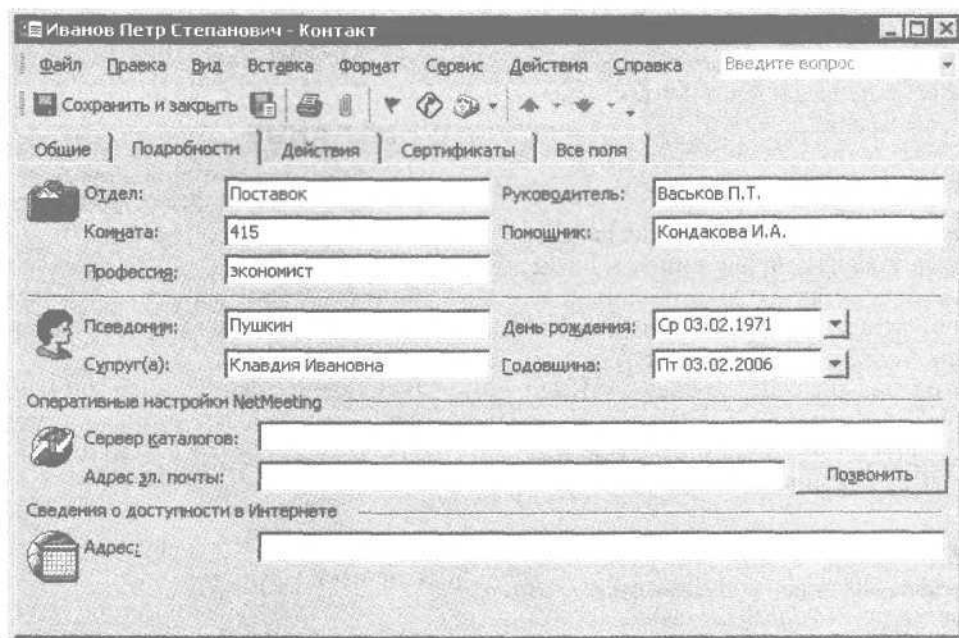 Иванов Петр Степанович - Контакт
Файл Правка Вид Вставка Формат Сервис Действия Справка Введите вопрос
Сохранить и закрыть
Общие Подробности Действия Сертификаты Все поля
Отдел: Поставок Руководитель: Васьков П.Т.
Комната: 415 Помощник: Кондакова И.А.
Профессия: экономист
Псевдоним: Пушкин День рождения: Ср 03.02.1971
Супруг(а): Клавдия Ивановна Годовщина: Пт 03.02.2006
Оперативные настройки NetMeeting
Сервер каталогов:
Адрес эл. почты: Позвонить
Сведения о доступности в Интернете
Адрес: